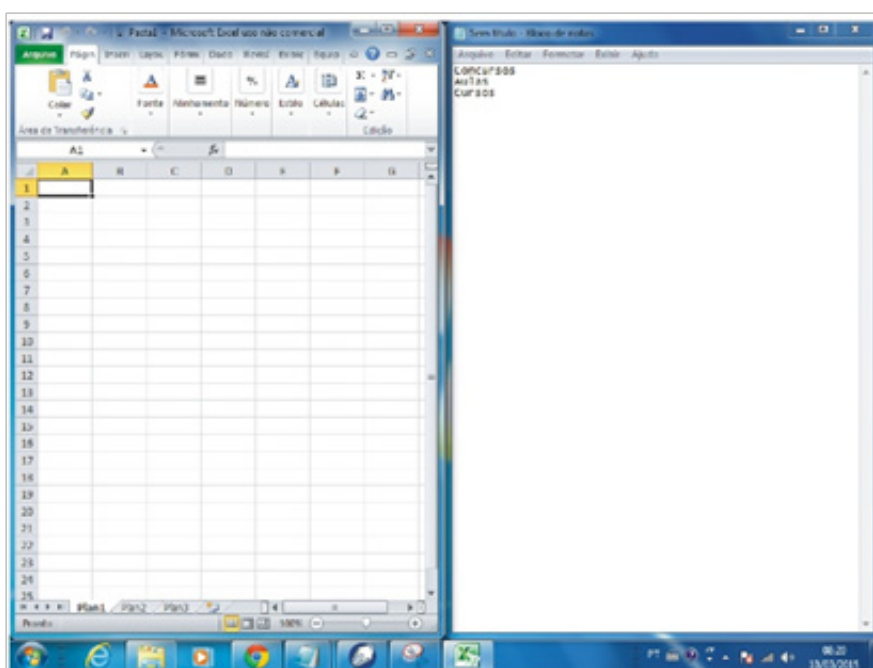 Pasta1 - Microsoft Excel uso não comercial
Arquivo
Colar
Fonte
Alinhamento
Número
Estilo
Células
Área de Transferência
Edição
A1
fx
A B C D E F G
1
2
3
4
5
6
7
8
9
10
11
12
13
14
15
16
17
18
19
20
21
22
23
24
25
Plan1 Plan2 Plan3
Pronto
100%
Sem título - Bloco de notas
Arquivo Editar Formatar Exibir Ajuda
Concursos
Aulas
Cursos
PT
08:20